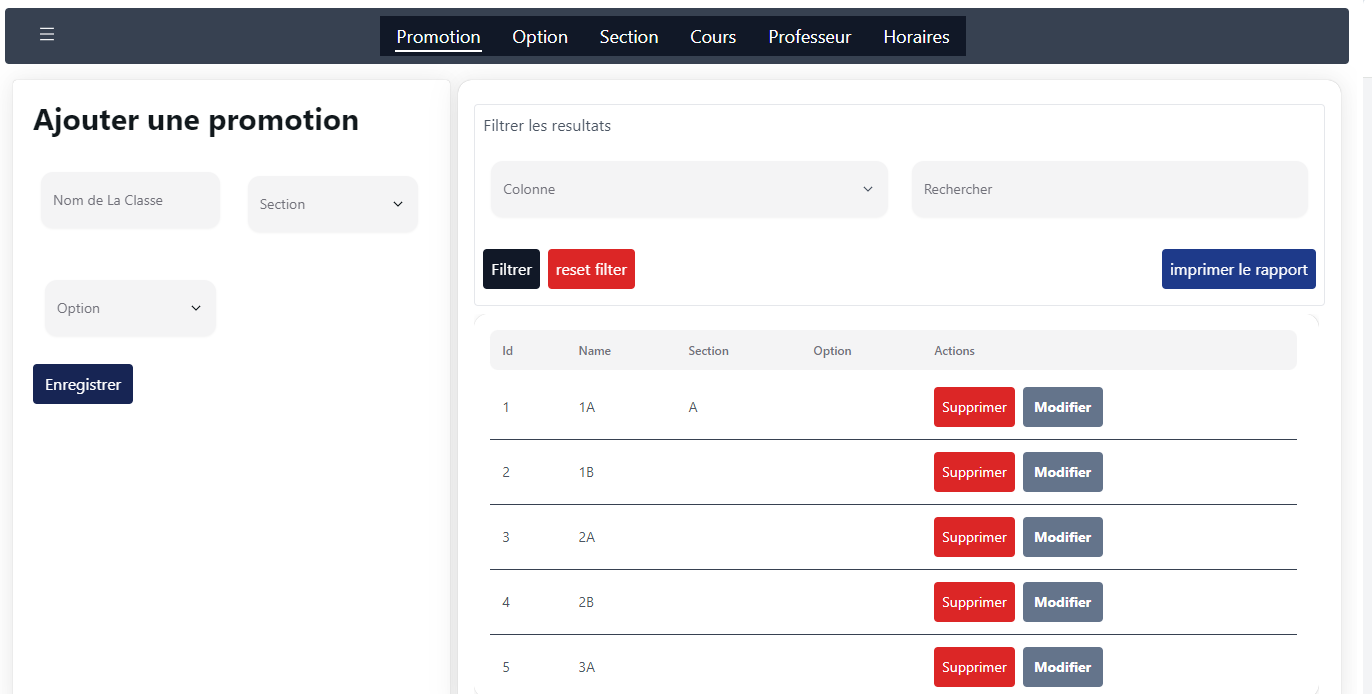 Promotion Option Section Cours Professeur Horaires
Ajouter une promotion
Nom de La Classe
Section
Option
Enregistrer
Filtrer les resultats
Colonne
Rechercher
Filtrer
reset filter
imprimer le rapport
Id Name Section Option Actions
1 1A A Supprimer Modifier
2 1B Supprimer Modifier
3 2A Supprimer Modifier
4 2B Supprimer Modifier
5 3A Supprimer Modifier